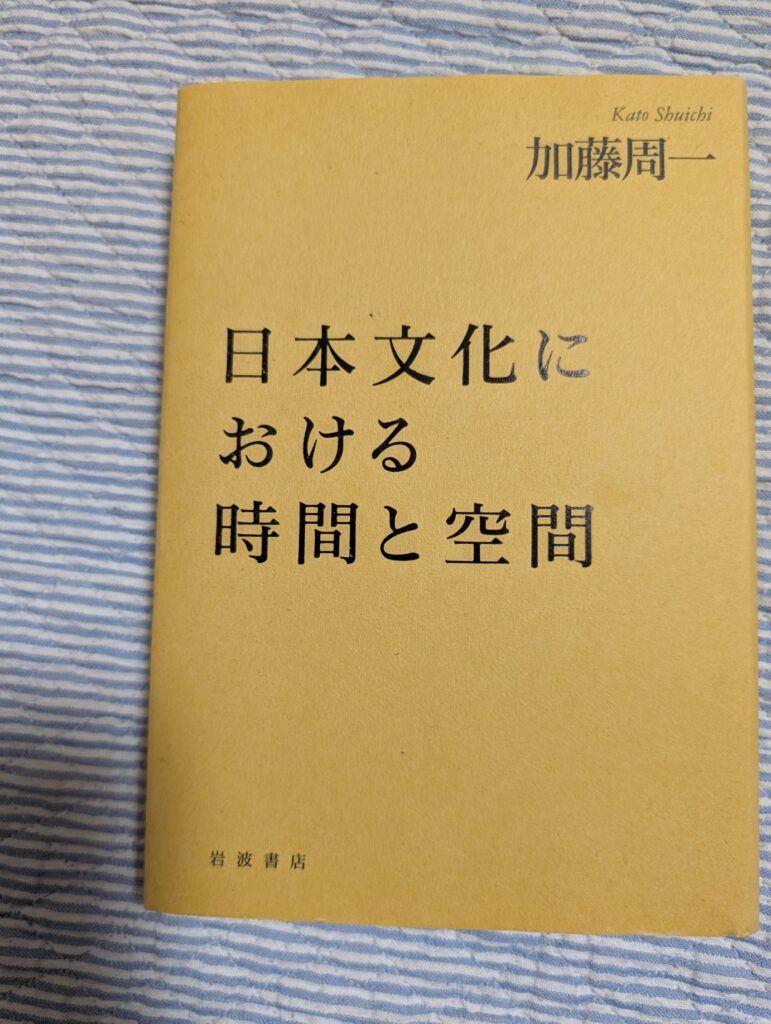 Kato Shuichi
加藤周一
日本文化に
おける
時間と空間
岩波書店